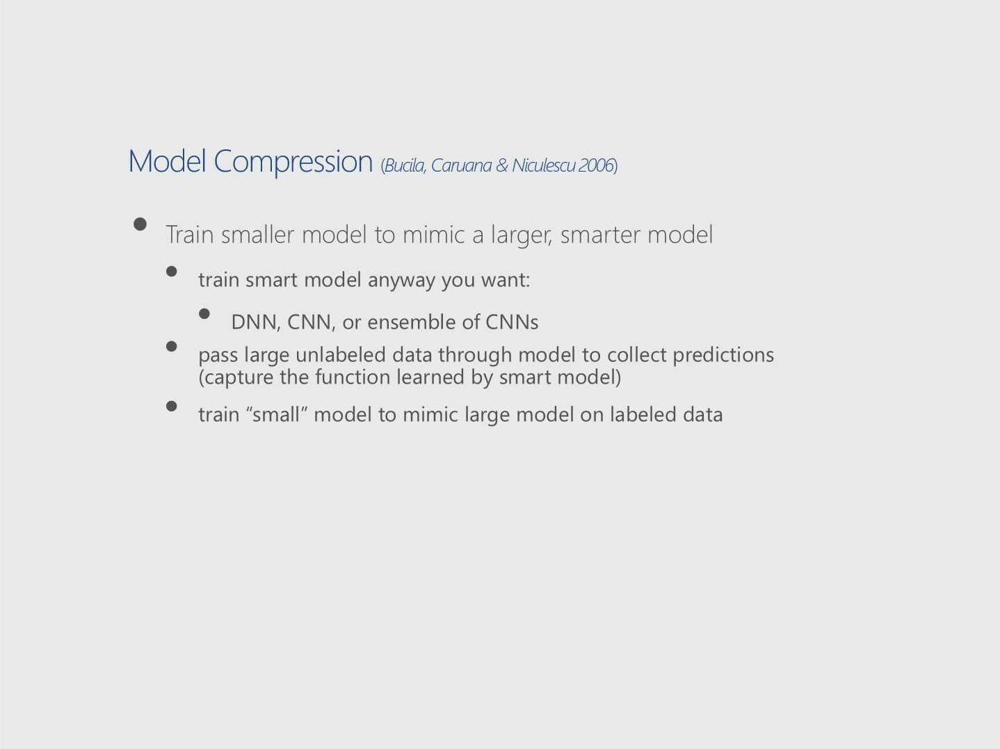 Model Compression (Bucila, Caruana & Niculescu 2006)
• Train smaller model to mimic a larger, smarter model
• train smart model anyway you want:
• DNN, CNN, or ensemble of CNNs
• pass large unlabeled data through model to collect predictions
(capture the function learned by smart model)
• train “small” model to mimic large model on labeled data